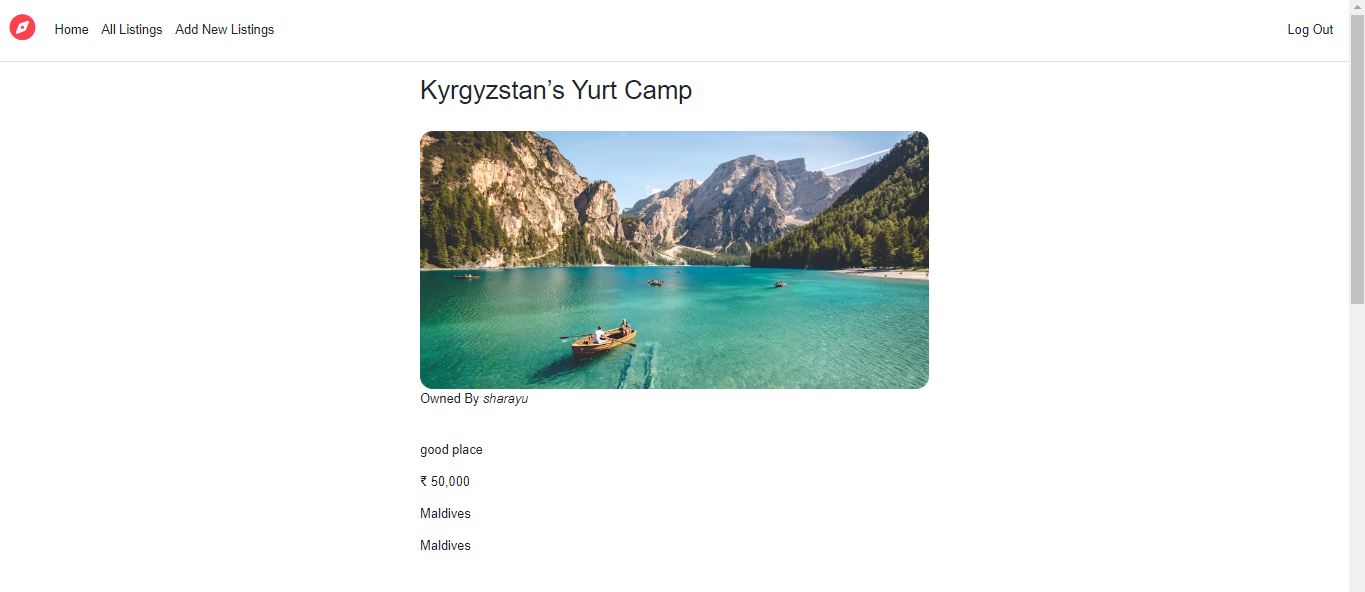 Home All Listings Add New Listings Log Out
Kyrgyzstan’s Yurt Camp
Owned By sharayu
good place
₹ 50,000
Maldives
Maldives